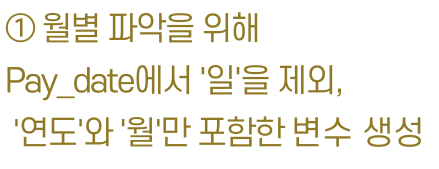 ① 월별 파악을 위해
Pay_date에서 '일'을 제외,
'연도'와 '월'만 포함한 변수 생성